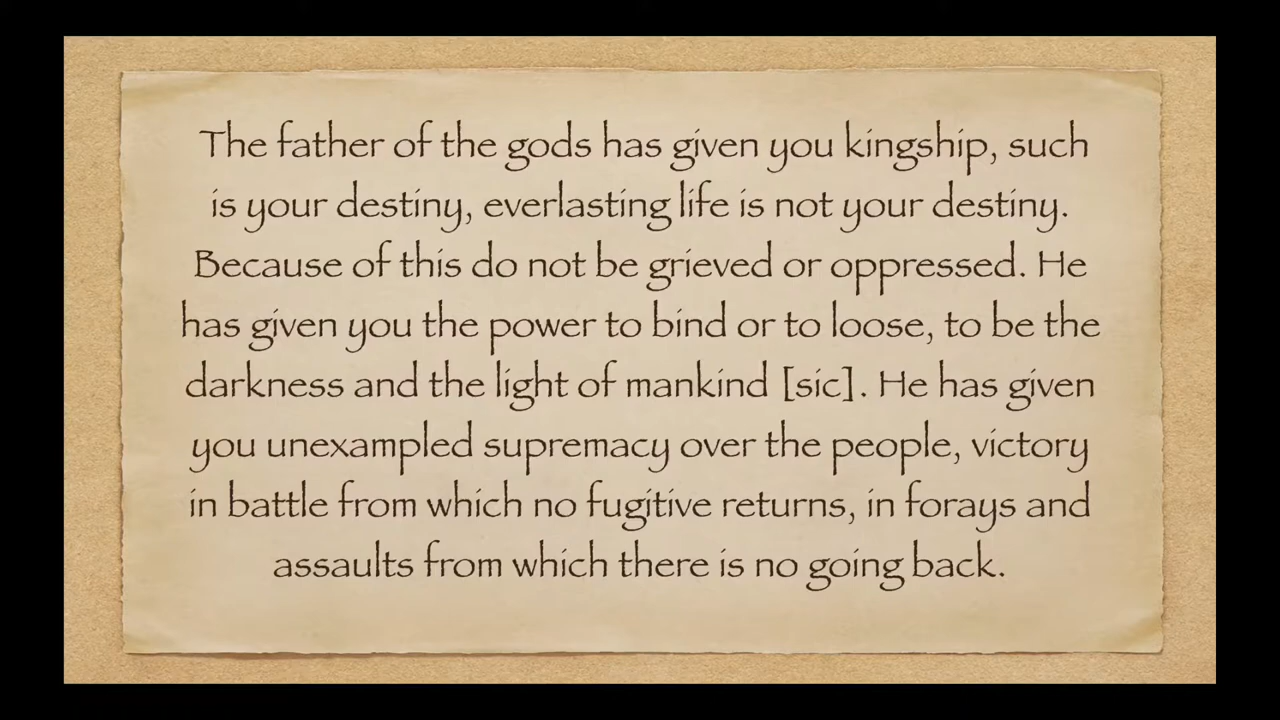 The father of the gods has given you kingship, such
is your destiny, everlasting life is not your destiny.
Because of this do not be grieved or oppressed. He
has given you the power to bind or to loose, to be the
darkness and the light of mankind [sic]. He has given
you unexampled supremacy over the people, victory
in battle from which no fugitive returns, in forays and
assaults from which there is no going back.